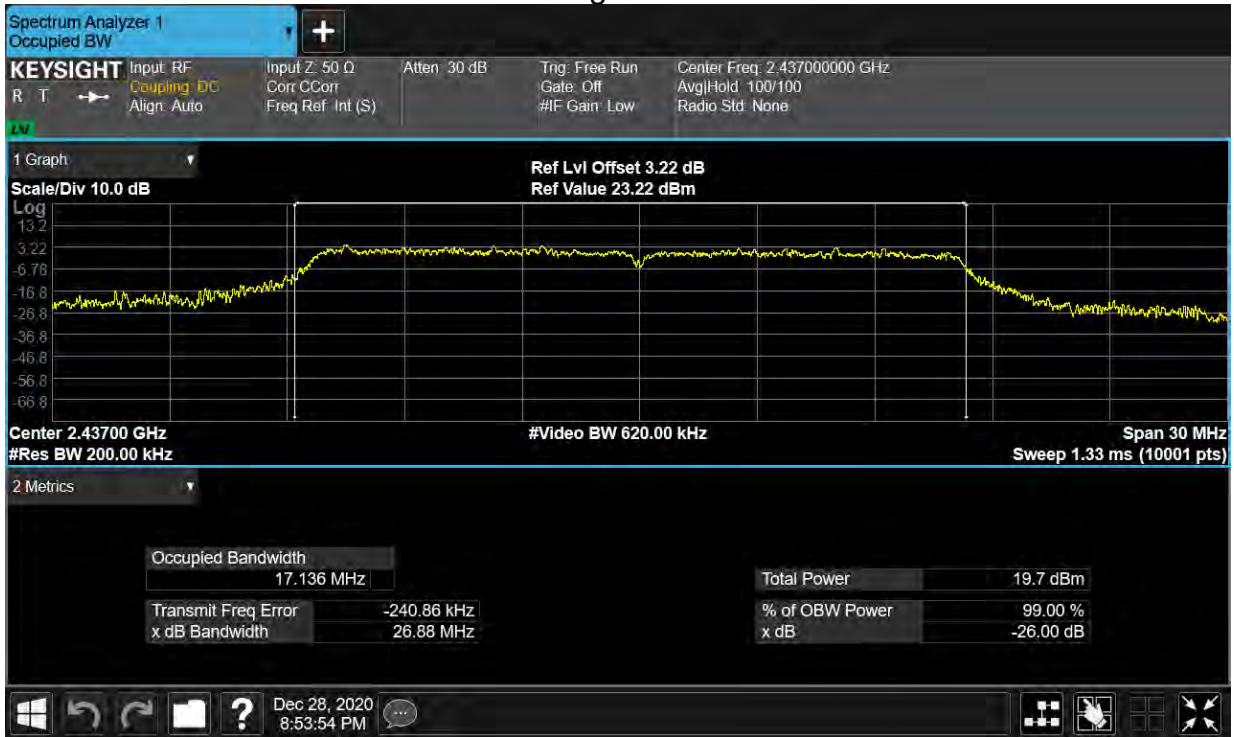 Spectrum Analyzer 1
Occupied BW
KEYSIGHT Input: RF Input Z: 50 Ω Atten: 30 dB Trig: Free Run Center Freq: 2.437000000 GHz
R T Coupling: DC Corr CCorr Gate: Off Avg|Hold: 100/100
Align: Auto Freq Ref: Int (S) #IF Gain: Low Radio Std: None
1 Graph
Ref Lvl Offset 3.22 dB
Scale/Div 10.0 dB Ref Value 23.22 dBm
Log
13.2
3.22
-6.78
-16.8
-26.8
-36.8
-46.8
-56.8
-66.8
Center 2.43700 GHz #Video BW 620.00 kHz Span 30 MHz
#Res BW 200.00 kHz Sweep 1.33 ms (10001 pts)
2 Metrics
Occupied Bandwidth
17.136 MHz Total Power 19.7 dBm
Transmit Freq Error -240.86 kHz % of OBW Power 99.00 %
x dB Bandwidth 26.88 MHz x dB -26.00 dB
? Dec 28, 2020
8:53:54 PM